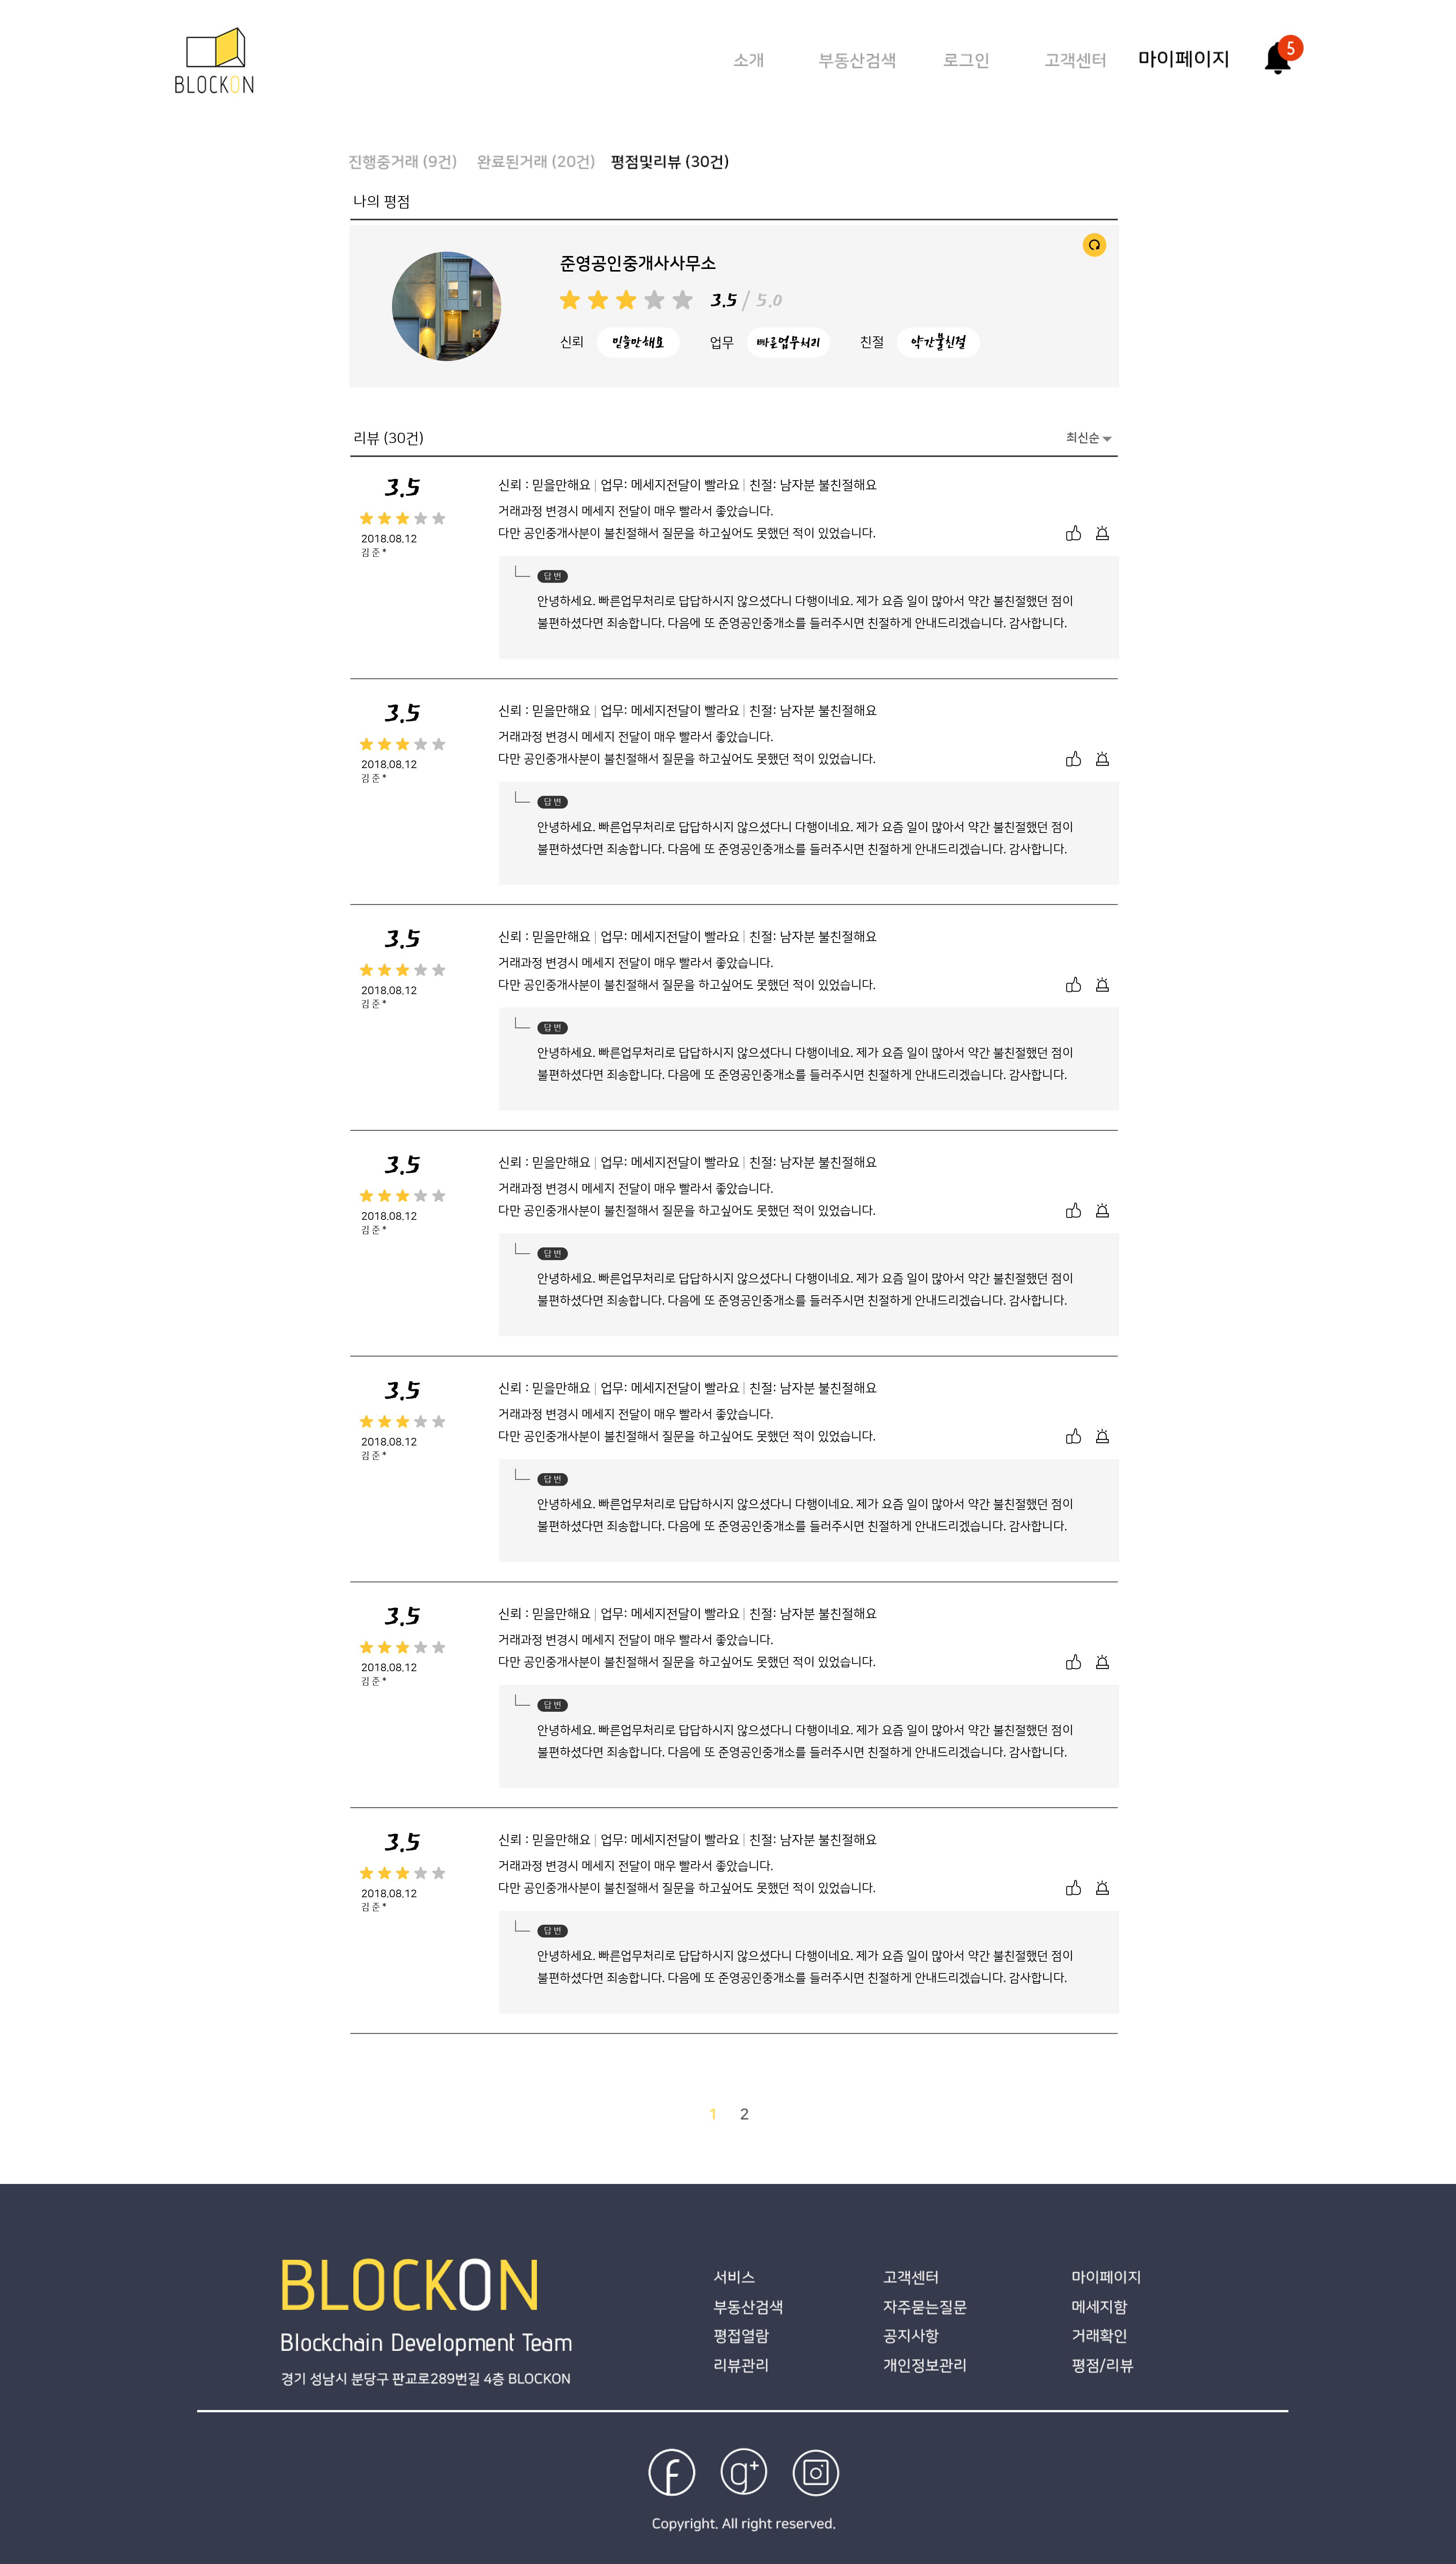 BLOCKON
소개 부동산검색 로그인 고객센터 마이페이지 5
진행중거래 (9건) 완료된거래 (20건) 평점및리뷰 (30건)
나의 평점
준영공인중개사사무소
3.5 / 5.0
신뢰 믿을만해요 업무 빠른업무처리 친절 약간불친절
리뷰 (30건) 최신순
3.5
2018.08.12
김준*
신뢰 : 믿을만해요 | 업무: 메세지전달이 빨라요 | 친절: 남자분 불친절해요
거래과정 변경시 메세지 전달이 매우 빨라서 좋았습니다.
다만 공인중개사분이 불친절해서 질문을 하고싶어도 못했던 적이 있었습니다.
답변
안녕하세요. 빠른업무처리로 답답하시지 않으셨다니 다행이네요. 제가 요즘 일이 많아서 약간 불친절했던 점이
불편하셨다면 죄송합니다. 다음에 또 준영공인중개소를 들러주시면 친절하게 안내드리겠습니다. 감사합니다.
3.5
2018.08.12
김준*
신뢰 : 믿을만해요 | 업무: 메세지전달이 빨라요 | 친절: 남자분 불친절해요
거래과정 변경시 메세지 전달이 매우 빨라서 좋았습니다.
다만 공인중개사분이 불친절해서 질문을 하고싶어도 못했던 적이 있었습니다.
답변
안녕하세요. 빠른업무처리로 답답하시지 않으셨다니 다행이네요. 제가 요즘 일이 많아서 약간 불친절했던 점이
불편하셨다면 죄송합니다. 다음에 또 준영공인중개소를 들러주시면 친절하게 안내드리겠습니다. 감사합니다.
3.5
2018.08.12
김준*
신뢰 : 믿을만해요 | 업무: 메세지전달이 빨라요 | 친절: 남자분 불친절해요
거래과정 변경시 메세지 전달이 매우 빨라서 좋았습니다.
다만 공인중개사분이 불친절해서 질문을 하고싶어도 못했던 적이 있었습니다.
답변
안녕하세요. 빠른업무처리로 답답하시지 않으셨다니 다행이네요. 제가 요즘 일이 많아서 약간 불친절했던 점이
불편하셨다면 죄송합니다. 다음에 또 준영공인중개소를 들러주시면 친절하게 안내드리겠습니다. 감사합니다.
3.5
2018.08.12
김준*
신뢰 : 믿을만해요 | 업무: 메세지전달이 빨라요 | 친절: 남자분 불친절해요
거래과정 변경시 메세지 전달이 매우 빨라서 좋았습니다.
다만 공인중개사분이 불친절해서 질문을 하고싶어도 못했던 적이 있었습니다.
답변
안녕하세요. 빠른업무처리로 답답하시지 않으셨다니 다행이네요. 제가 요즘 일이 많아서 약간 불친절했던 점이
불편하셨다면 죄송합니다. 다음에 또 준영공인중개소를 들러주시면 친절하게 안내드리겠습니다. 감사합니다.
3.5
2018.08.12
김준*
신뢰 : 믿을만해요 | 업무: 메세지전달이 빨라요 | 친절: 남자분 불친절해요
거래과정 변경시 메세지 전달이 매우 빨라서 좋았습니다.
다만 공인중개사분이 불친절해서 질문을 하고싶어도 못했던 적이 있었습니다.
답변
안녕하세요. 빠른업무처리로 답답하시지 않으셨다니 다행이네요. 제가 요즘 일이 많아서 약간 불친절했던 점이
불편하셨다면 죄송합니다. 다음에 또 준영공인중개소를 들러주시면 친절하게 안내드리겠습니다. 감사합니다.
3.5
2018.08.12
김준*
신뢰 : 믿을만해요 | 업무: 메세지전달이 빨라요 | 친절: 남자분 불친절해요
거래과정 변경시 메세지 전달이 매우 빨라서 좋았습니다.
다만 공인중개사분이 불친절해서 질문을 하고싶어도 못했던 적이 있었습니다.
답변
안녕하세요. 빠른업무처리로 답답하시지 않으셨다니 다행이네요. 제가 요즘 일이 많아서 약간 불친절했던 점이
불편하셨다면 죄송합니다. 다음에 또 준영공인중개소를 들러주시면 친절하게 안내드리겠습니다. 감사합니다.
3.5
2018.08.12
김준*
신뢰 : 믿을만해요 | 업무: 메세지전달이 빨라요 | 친절: 남자분 불친절해요
거래과정 변경시 메세지 전달이 매우 빨라서 좋았습니다.
다만 공인중개사분이 불친절해서 질문을 하고싶어도 못했던 적이 있었습니다.
답변
안녕하세요. 빠른업무처리로 답답하시지 않으셨다니 다행이네요. 제가 요즘 일이 많아서 약간 불친절했던 점이
불편하셨다면 죄송합니다. 다음에 또 준영공인중개소를 들러주시면 친절하게 안내드리겠습니다. 감사합니다.
1 2
BLOCKON
Blockchain Development Team
경기 성남시 분당구 판교로289번길 4층 BLOCKON
서비스
부동산검색
평접열람
리뷰관리
고객센터
자주묻는질문
공지사항
개인정보관리
마이페이지
메세지함
거래확인
평점/리뷰
f g+
Copyright. All right reserved.